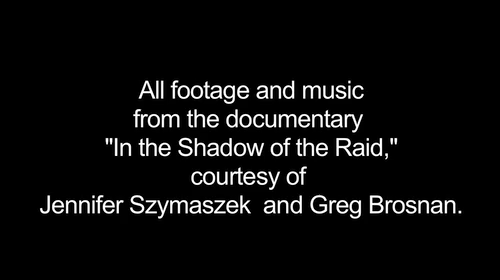 All footage and music
from the documentary
"In the Shadow of the Raid,"
courtesy of
Jennifer Szymaszek  and Greg Brosnan.